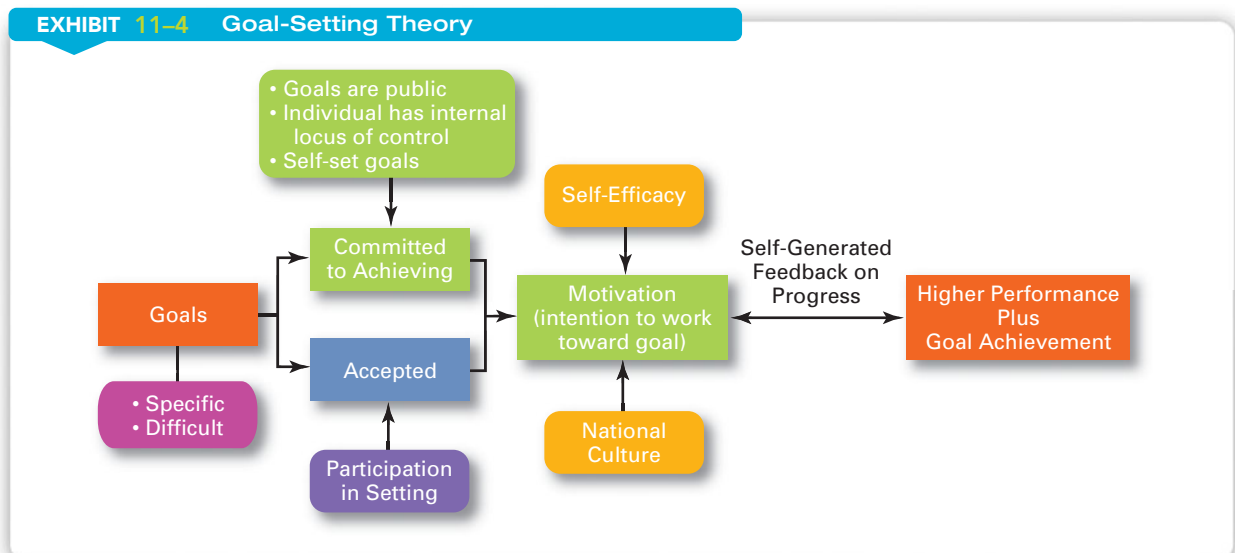 EXHIBIT 11–4 Goal-Setting Theory
• Goals are public
• Individual has internal
locus of control
• Self-set goals
Self-Efficacy
Committed
to Achieving
Self-Generated
Feedback on
Progress
Goals
Motivation
(intention to work
toward goal)
Higher Performance
Plus
Goal Achievement
Accepted
• Specific
• Difficult
National
Culture
Participation
in Setting